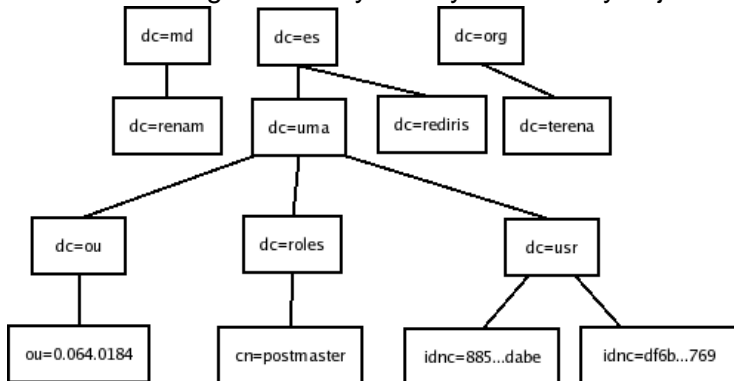 dc=md
dc=es
dc=org
dc=renam
dc=uma
dc=rediris
dc=terena
dc=ou
dc=roles
dc=usr
ou=0.064.0184
cn=postmaster
idnc=885...dabe
idnc=df6b...769